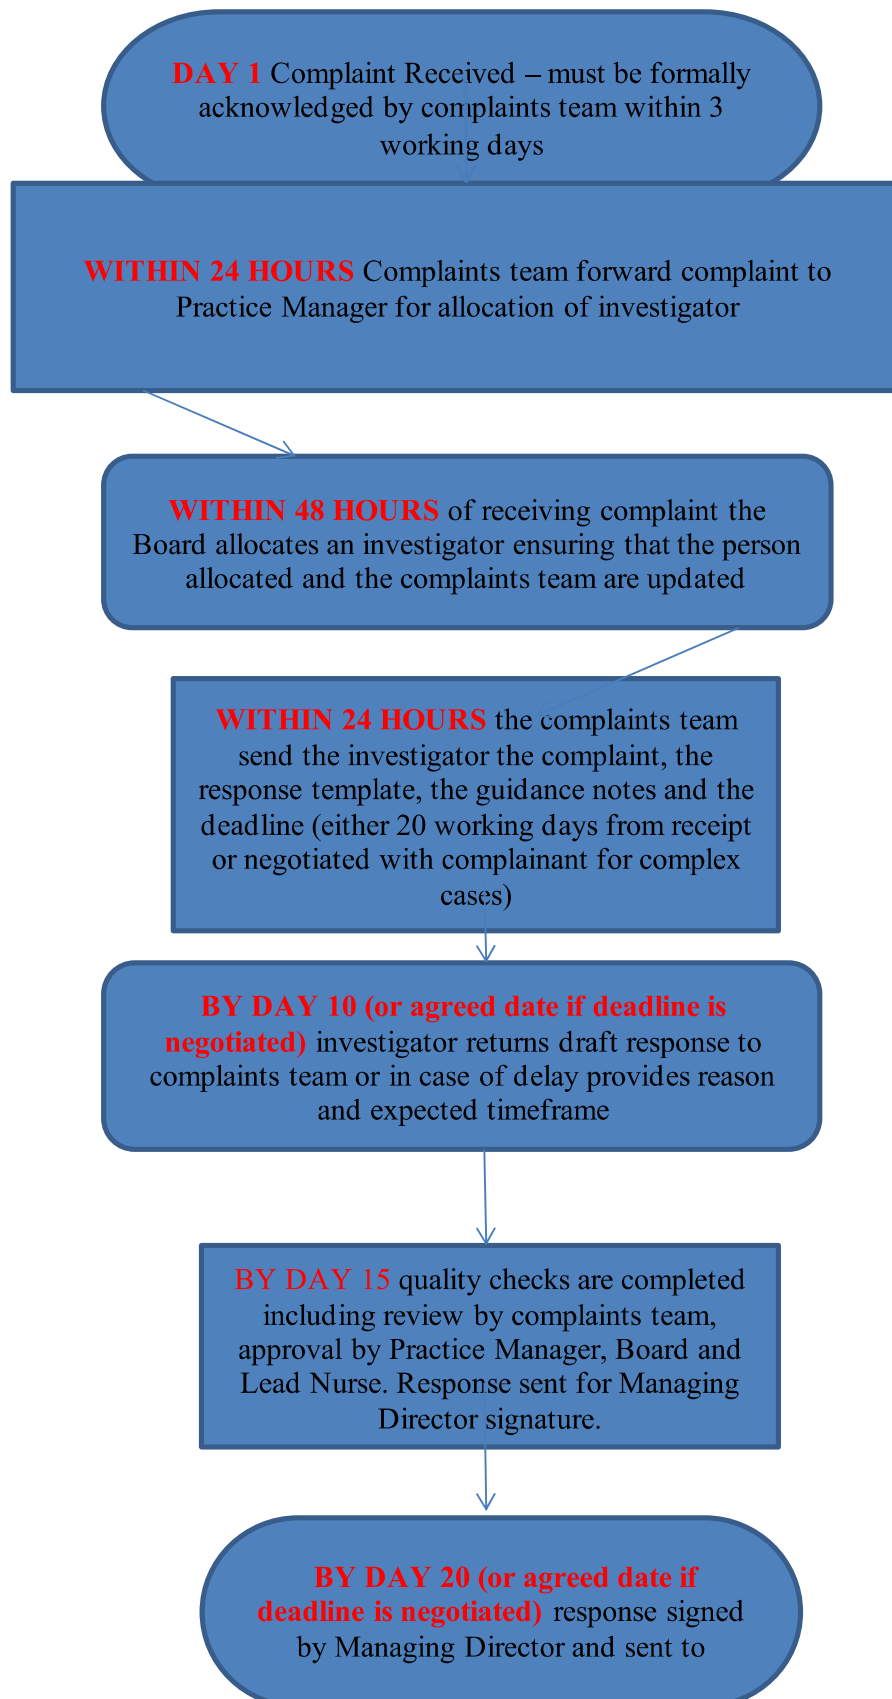 DAY 1 Complaint Received – must be formally
acknowledged by complaints team within 3
working days
WITHIN 24 HOURS Complaints team forward complaint to
Practice Manager for allocation of investigator
WITHIN 48 HOURS of receiving complaint the
Board allocates an investigator ensuring that the person
allocated and the complaints team are updated
WITHIN 24 HOURS the complaints team
send the investigator the complaint, the
response template, the guidance notes and the
deadline (either 20 working days from receipt
or negotiated with complainant for complex
cases)
BY DAY 10 (or agreed date if deadline is
negotiated) investigator returns draft response to
complaints team or in case of delay provides reason
and expected timeframe
BY DAY 15 quality checks are completed
including review by complaints team,
approval by Practice Manager, Board and
Lead Nurse. Response sent for Managing
Director signature.
BY DAY 20 (or agreed date if
deadline is negotiated) response signed
by Managing Director and sent to